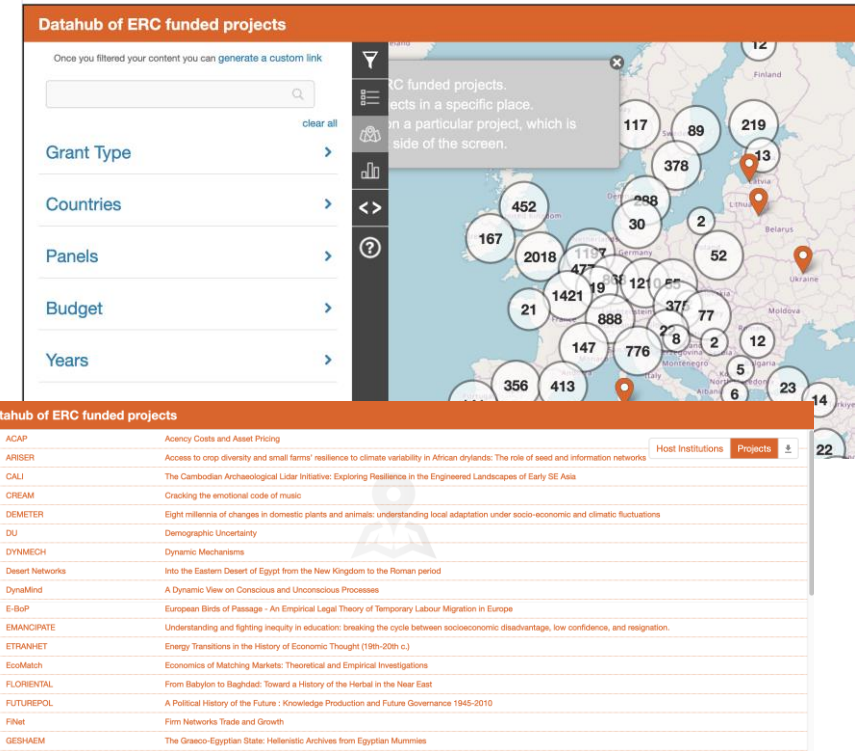 Datahub of ERC funded projects
Once you filtered your content you can generate a custom link
clear all
Grant Type
Countries
Panels
Budget
Years
RC funded projects.
ects in a specific place.
on a particular project, which is
side of the screen.
12
Finland
117
89
219
378
13
Latvia
452
288
30
2
Belarus
167
2018
1197
Germany
52
477
868
19
1210
55
Ukraine
1421
21
888
375
77
Moldova
France
147
776
22
8
2
12
Montenegro
Italy
5
356
413
6
23
14
22
tahub of ERC funded projects
Host Institutions Projects
ACAP Acency Costs and Asset Pricing
ARISER Access to crop diversity and small farms' resilience to climate variability in African drylands: The role of seed and information networks
CALI The Cambodian Archaeological Lidar Initiative: Exploring Resilience in the Engineered Landscapes of Early SE Asia
CREAM Cracking the emotional code of music
DEMETER Eight millennia of changes in domestic plants and animals: understanding local adaptation under socio-economic and climatic fluctuations
DU Demographic Uncertainty
DYNMECH Dynamic Mechanisms
Desert Networks Into the Eastern Desert of Egypt from the New Kingdom to the Roman period
DynaMind A Dynamic View on Conscious and Unconscious Processes
E-BoP European Birds of Passage - An Empirical Legal Theory of Temporary Labour Migration in Europe
EMANCIPATE Understanding and fighting inequity in education: breaking the cycle between socioeconomic disadvantage, low confidence, and resignation.
ETRANHET Energy Transitions in the History of Economic Thought (19th-20th c.)
EcoMatch Economics of Matching Markets: Theoretical and Empirical Investigations
FLORIENTAL From Babylon to Baghdad: Toward a History of the Herbal in the Near East
FUTUREPOL A Political History of the Future : Knowledge Production and Future Governance 1945-2010
FiNet Firm Networks Trade and Growth
GESHAEM The Graeco-Egyptian State: Hellenistic Archives from Egyptian Mummies